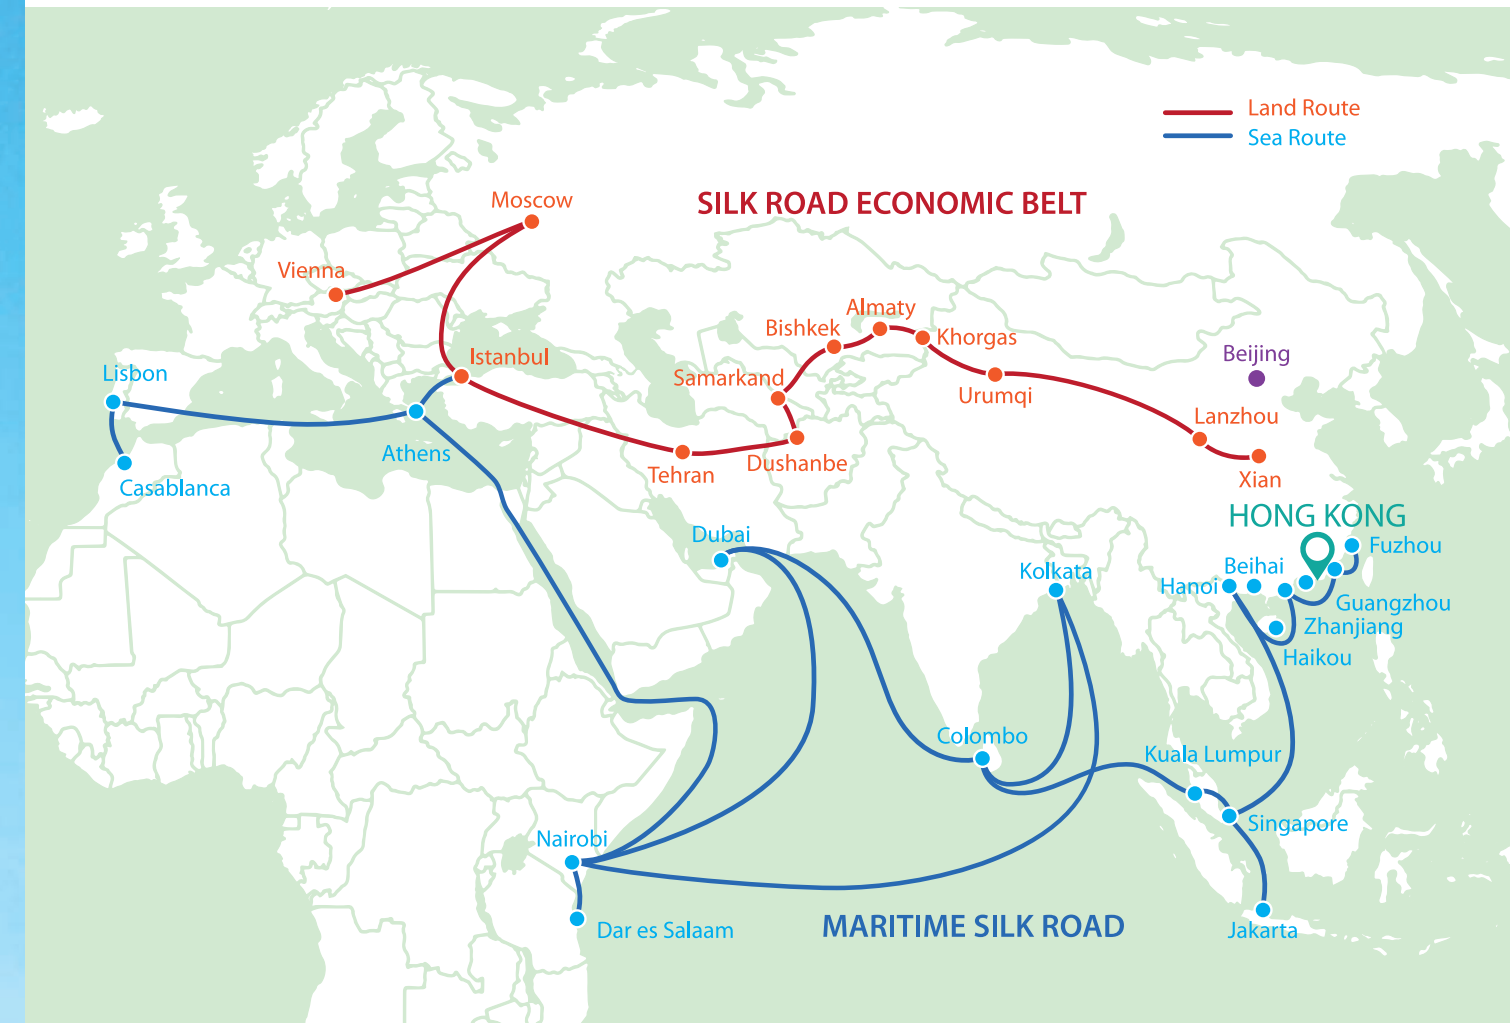 Land Route
Sea Route
SILK ROAD ECONOMIC BELT
Moscow
Vienna
Almaty
Bishkek
Khorgas
Istanbul
Beijing
Lisbon
Samarkand
Urumqi
Lanzhou
Athens
Tehran
Dushanbe
Xian
Casablanca
HONG KONG
Dubai
Fuzhou
Kolkata
Beihai
Hanoi
Guangzhou
Zhanjiang
Haikou
Colombo
Kuala Lumpur
Singapore
Nairobi
MARITIME SILK ROAD
Dar es Salaam
Jakarta